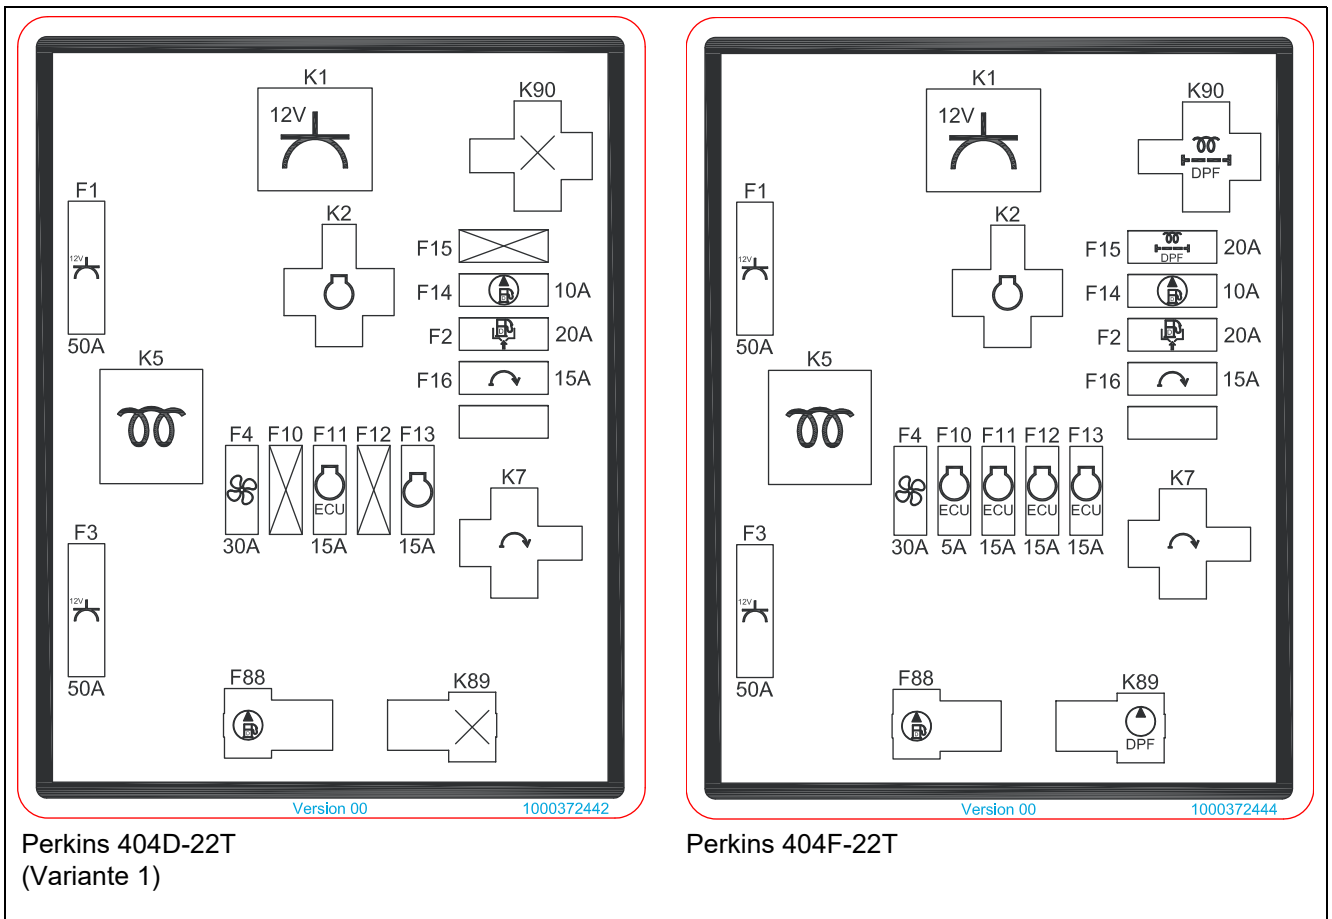 K1
12V
K90
F1
12V
50A
K2
F15
F14
10A
F2
D
20A
F16
15A
K5
F4
F10
F11
F12
F13
ECU
30A
15A
15A
K7
F3
12V
50A
F88
D
K89
Version 00
1000372442
Perkins 404D-22T
(Variante 1)
K1
12V
K90
DPF
F1
12V
50A
K2
F15
DPF
20A
F14
10A
F2
D
20A
F16
15A
K5
F4
F10
F11
F12
F13
ECU
ECU
ECU
ECU
30A
5A
15A
15A
15A
K7
F3
12V
50A
F88
K89
DPF
Version 00
1000372444
Perkins 404F-22T